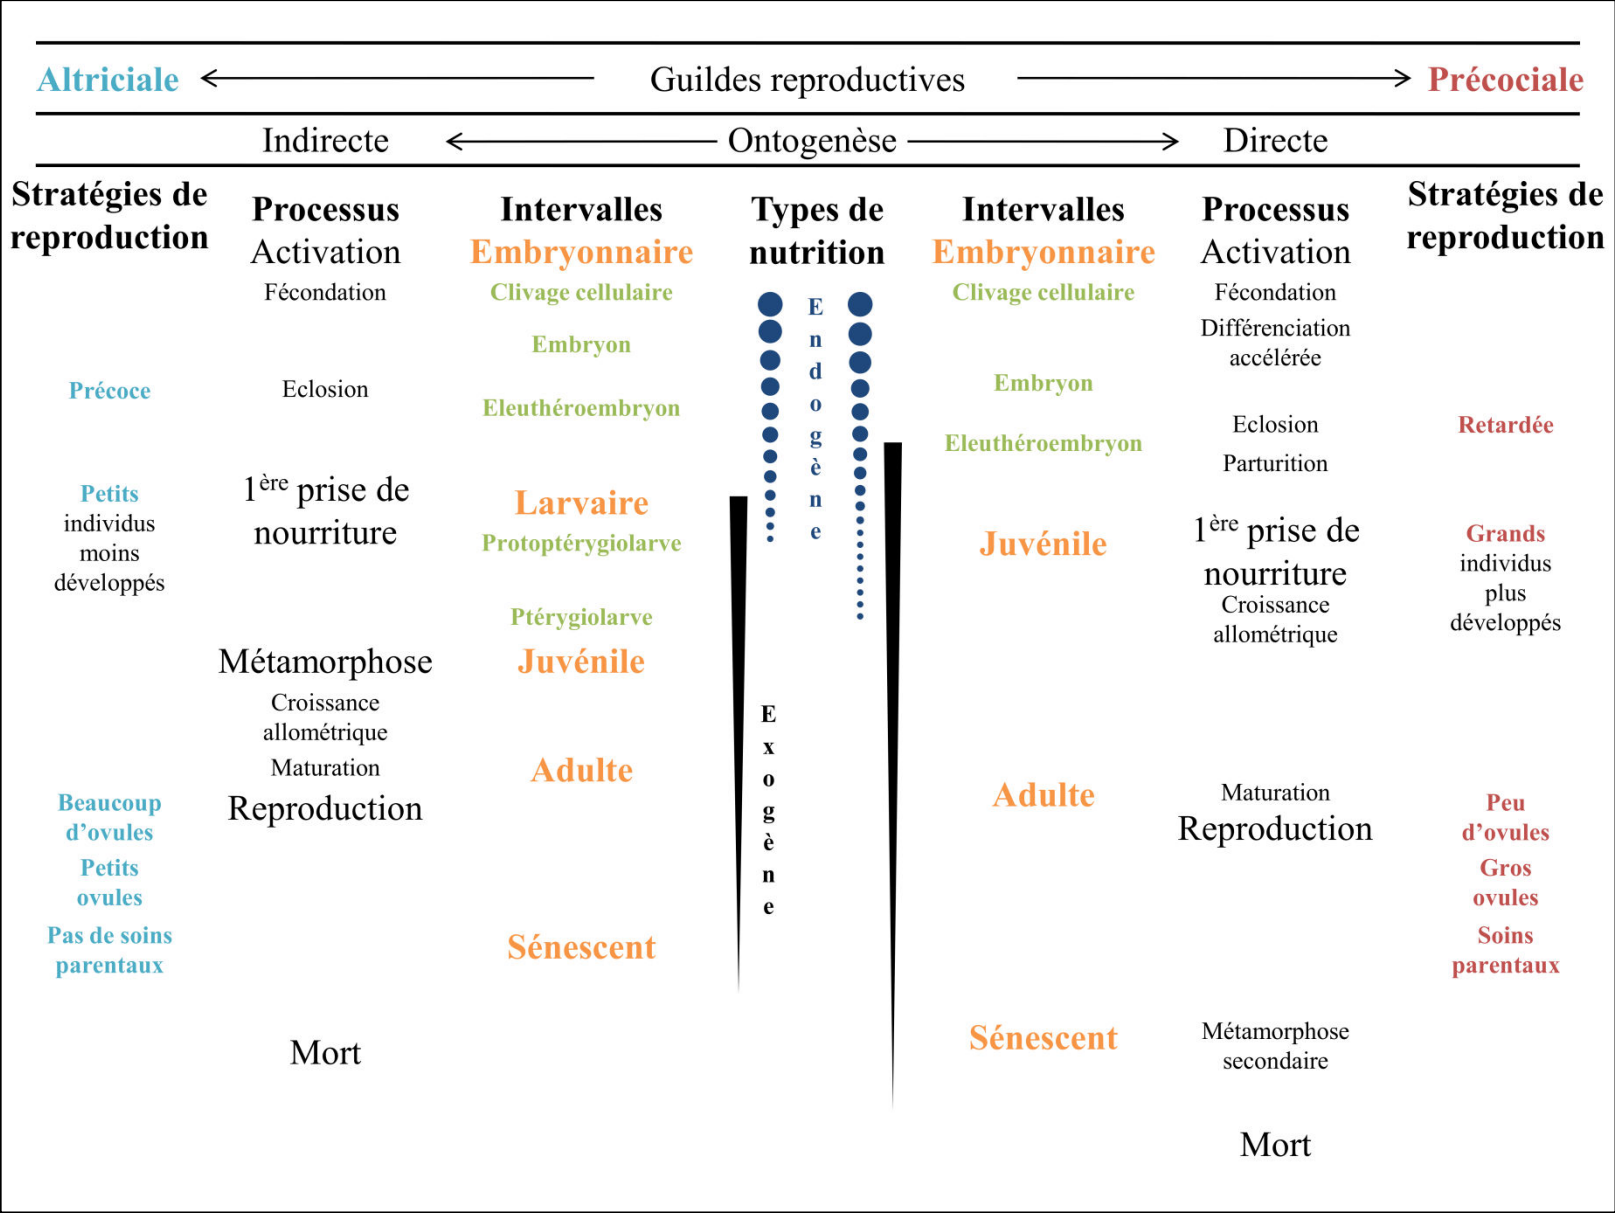 Altriciale Guildes reproductives Précociale
Indirecte Ontogenèse Directe
Stratégies de
reproduction
Précoce
Petits
individus
moins
développés
Beaucoup
d’ovules
Petits
ovules
Pas de soins
parentaux
Processus
Activation
Fécondation
Eclosion
1ère prise de
nourriture
Métamorphose
Croissance
allométrique
Maturation
Reproduction
Mort
Intervalles
Embryonnaire
Clivage cellulaire
Embryon
Eleuthéroembryon
Larvaire
Protoptérygiolarve
Ptérygiolarve
Juvénile
Adulte
Sénescent
Types de
nutrition
Endogène
Exogène
Intervalles
Embryonnaire
Clivage cellulaire
Embryon
Eleuthéroembryon
Juvénile
Adulte
Sénescent
Processus
Activation
Fécondation
Différenciation
accélérée
Eclosion
Parturition
1ère prise de
nourriture
Croissance
allométrique
Maturation
Reproduction
Métamorphose
secondaire
Mort
Stratégies de
reproduction
Retardée
Grands
individus
plus
développés
Peu
d’ovules
Gros
ovules
Soins
parentaux